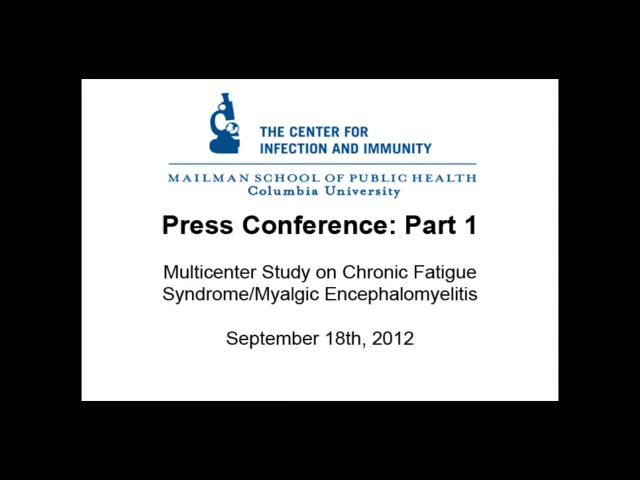 THE CENTER FOR
INFECTION AND IMMUNITY
MAILMAN SCHOOL OF PUBLIC HEALTH
Columbia University
Press Conference: Part 1
Multicenter Study on Chronic Fatigue
Syndrome/Myalgic Encephalomyelitis
September 18th, 2012